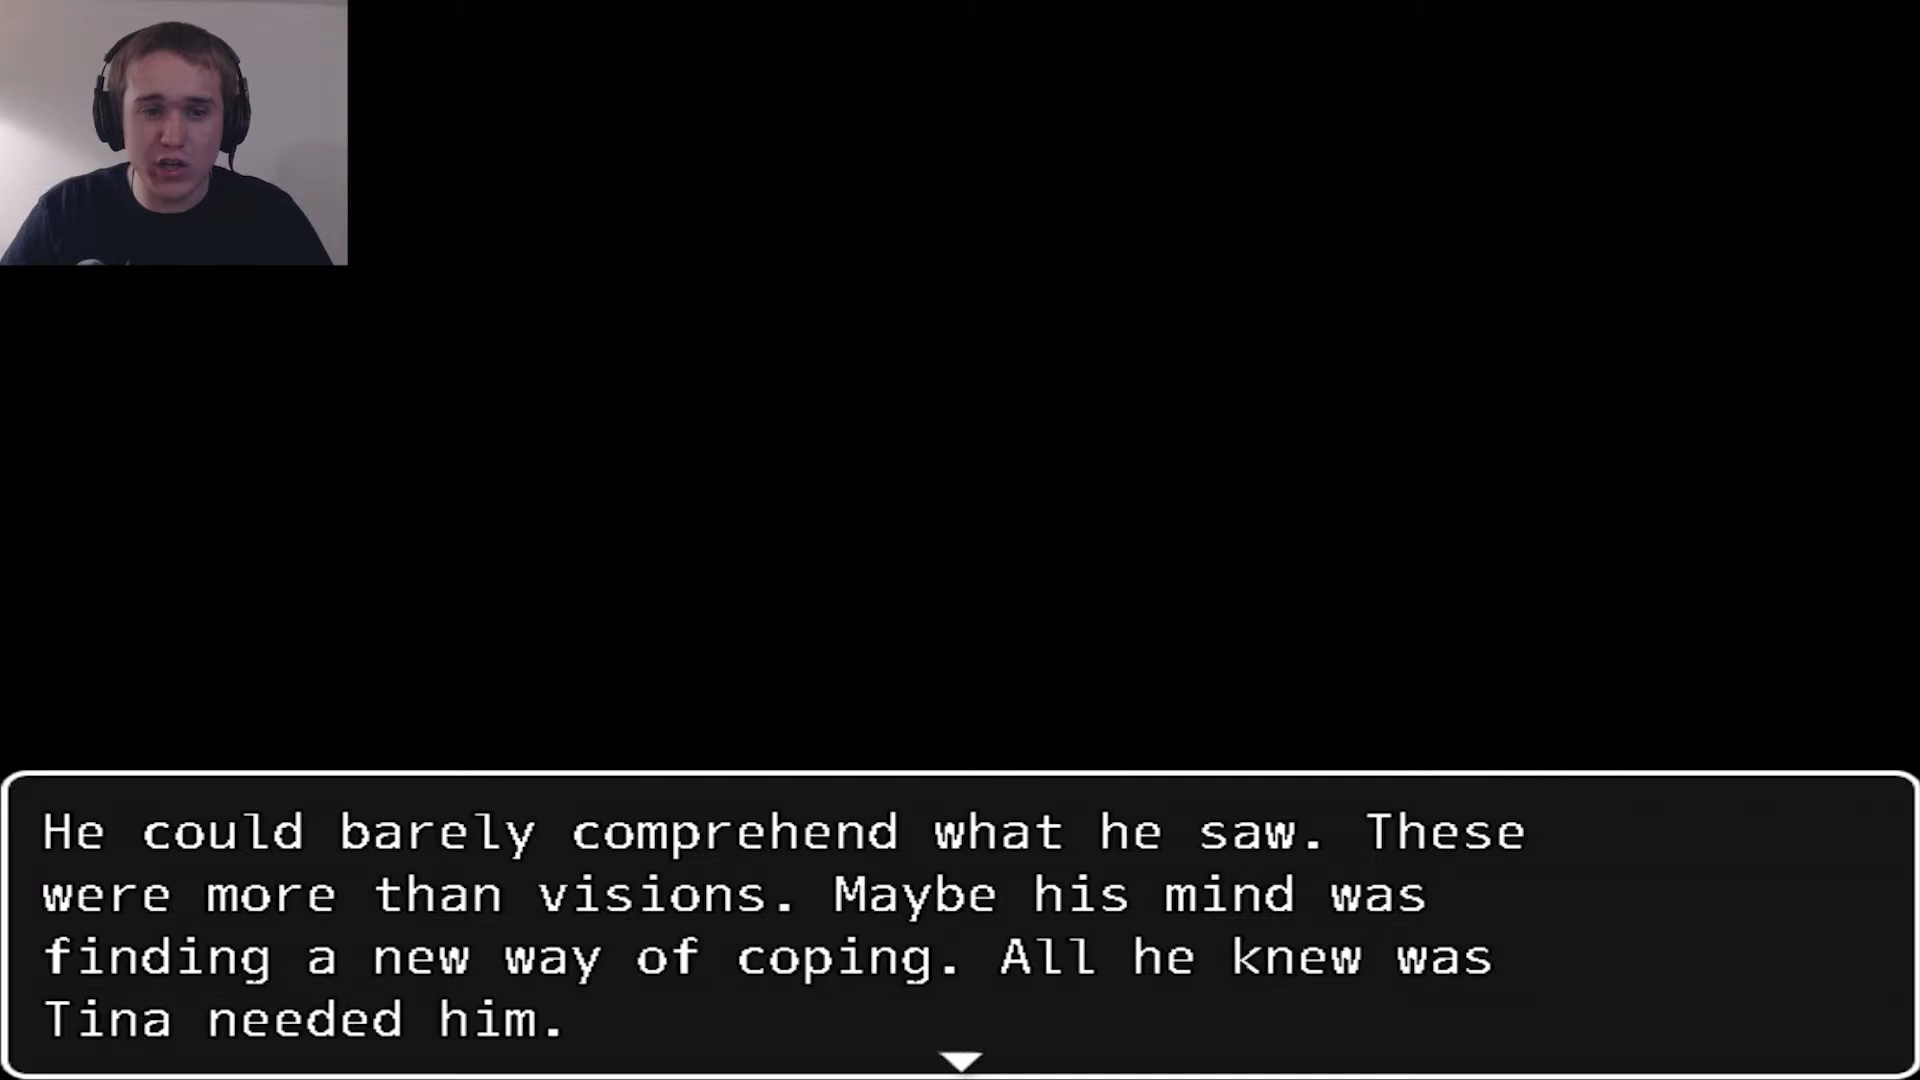 He could barely comprehend what he saw. These
were more than visions. Maybe his mind was
finding a new way of coping. All he knew was
Tina needed him.